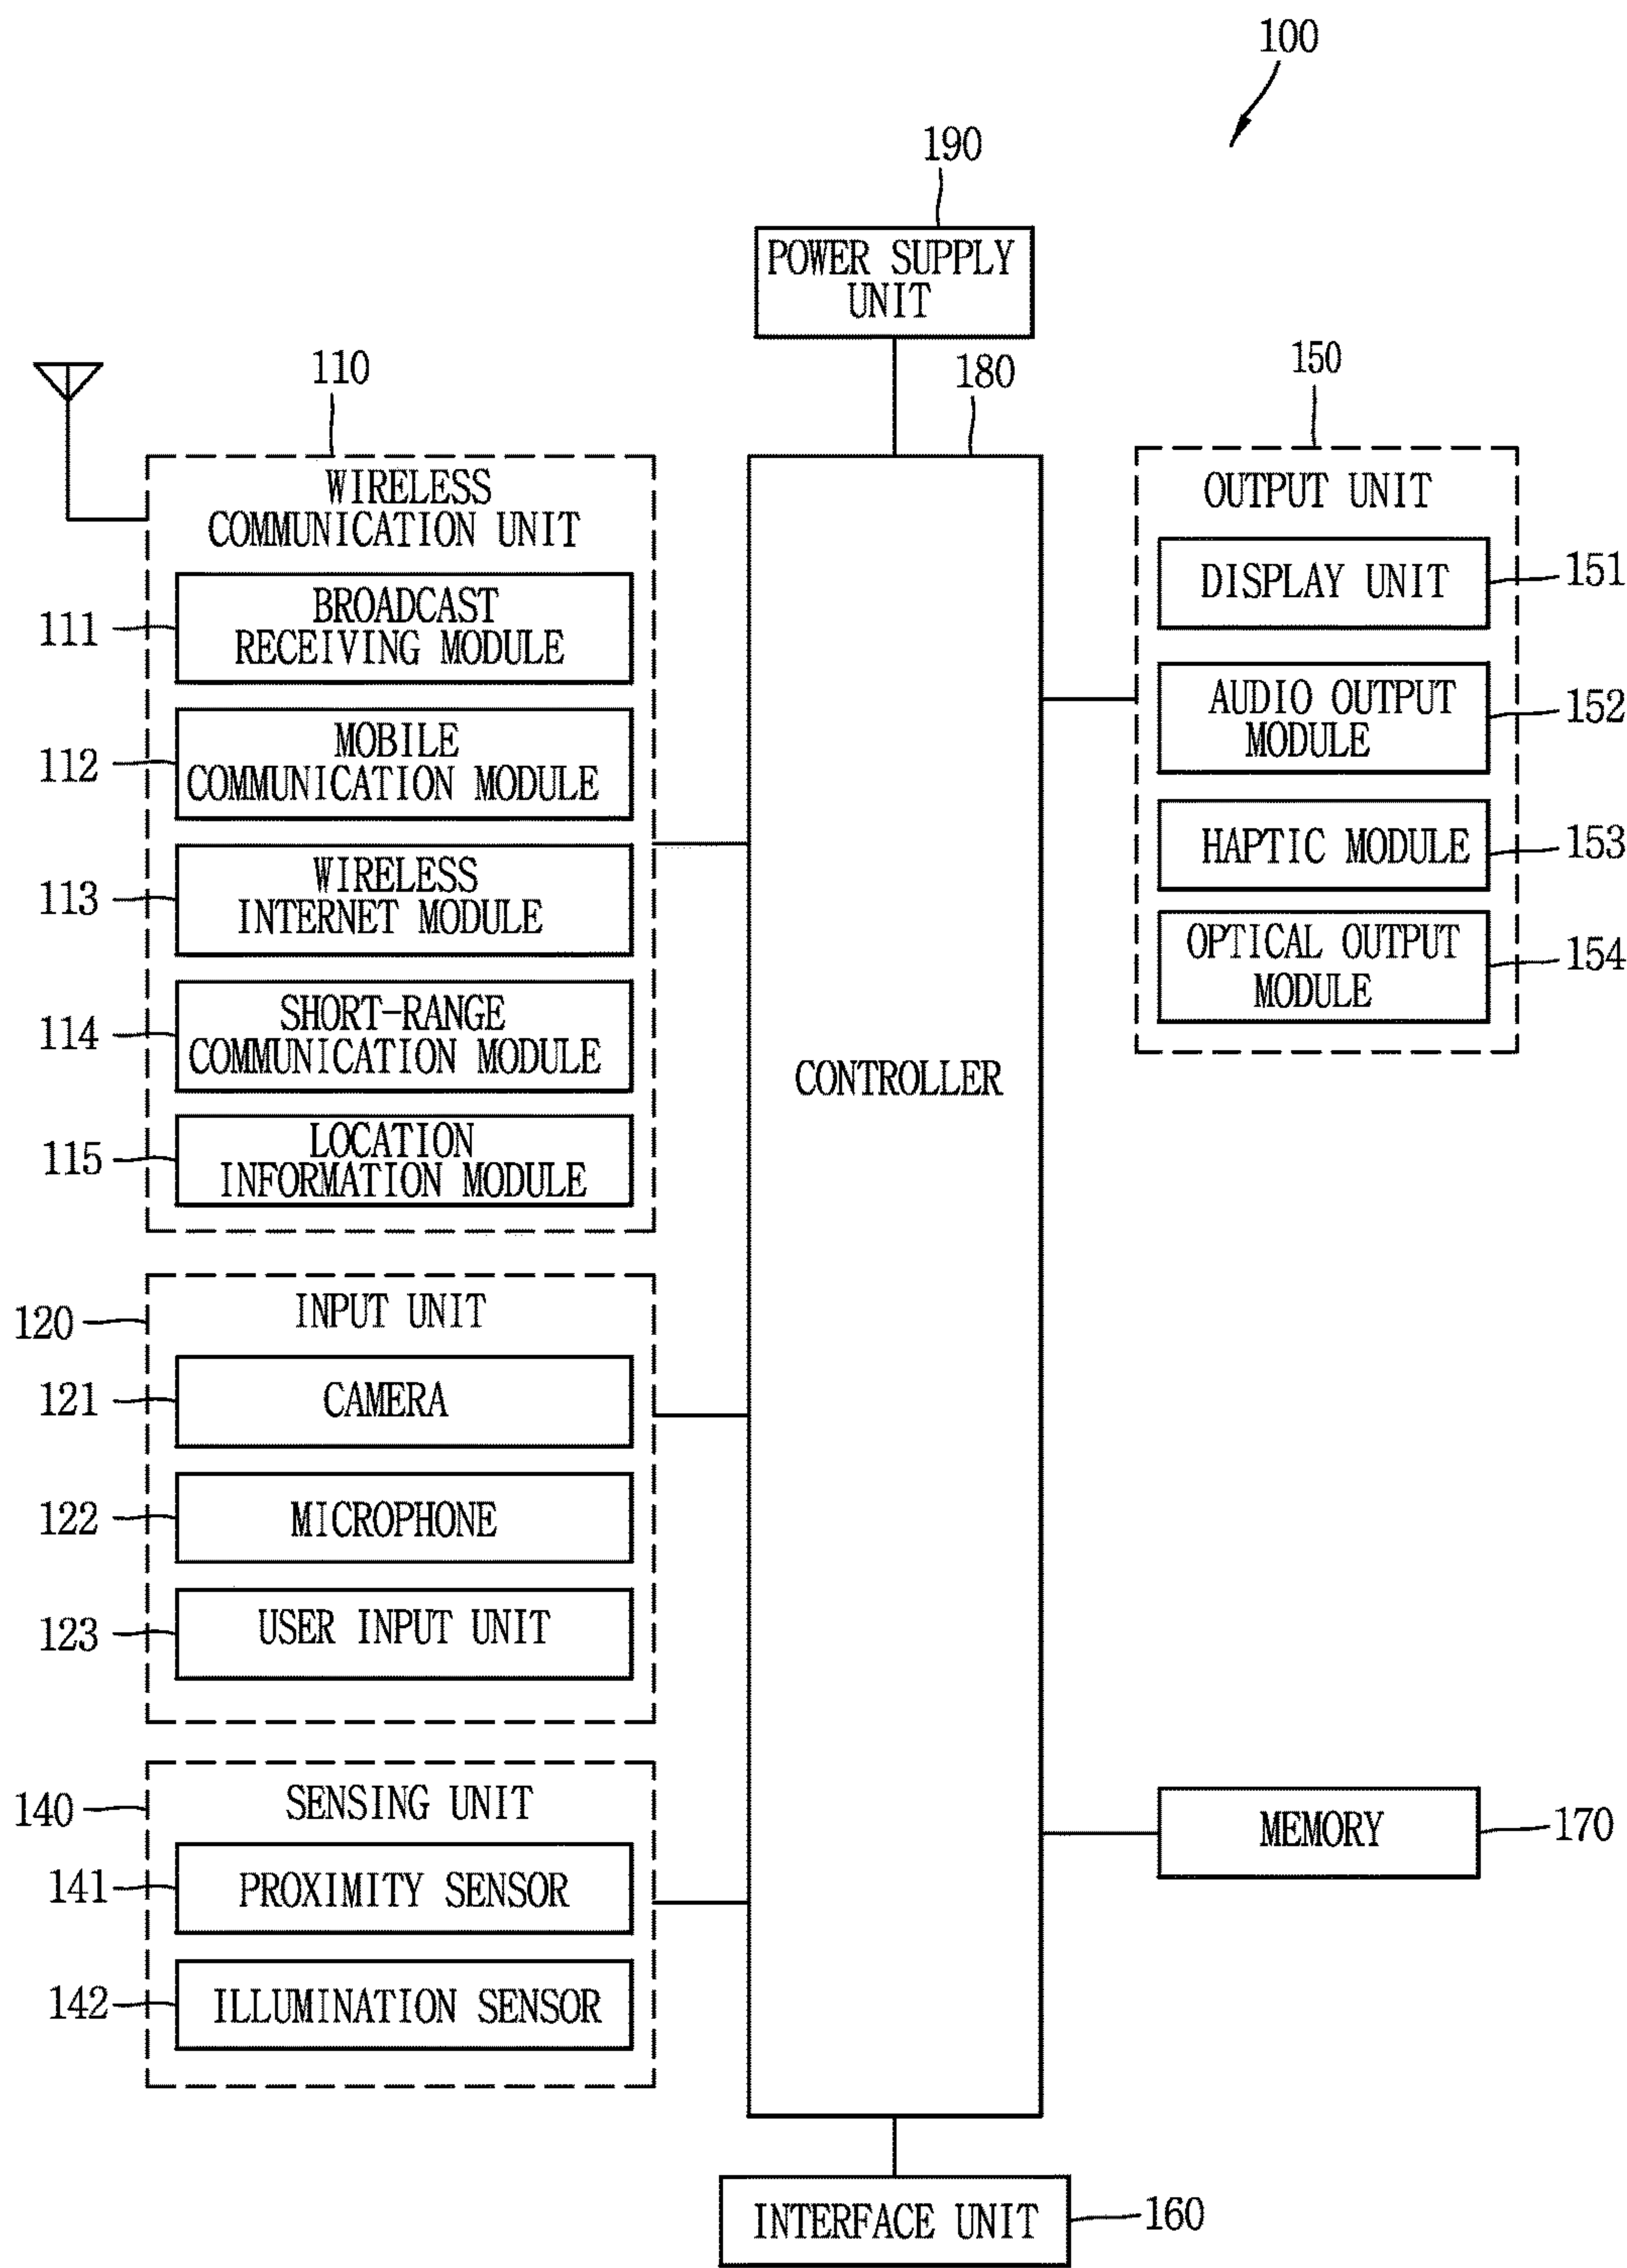 100
190
POWER SUPPLY
UNIT
110
180
150
WIRELESS
COMMUNICATION UNIT
111
BROADCAST
RECEIVING MODULE
112
MOBILE
COMMUNICATION MODULE
113
WIRELESS
INTERNET MODULE
114
SHORT-RANGE
COMMUNICATION MODULE
115
LOCATION
INFORMATION MODULE
120
INPUT UNIT
121
CAMERA
122
MICROPHONE
123
USER INPUT UNIT
140
SENSING UNIT
141
PROXIMITY SENSOR
142
ILLUMINATION SENSOR
CONTROLLER
OUTPUT UNIT
DISPLAY UNIT
151
AUDIO OUTPUT
MODULE
152
HAPTIC MODULE
153
OPTICAL OUTPUT
MODULE
154
MEMORY
170
INTERFACE UNIT
160